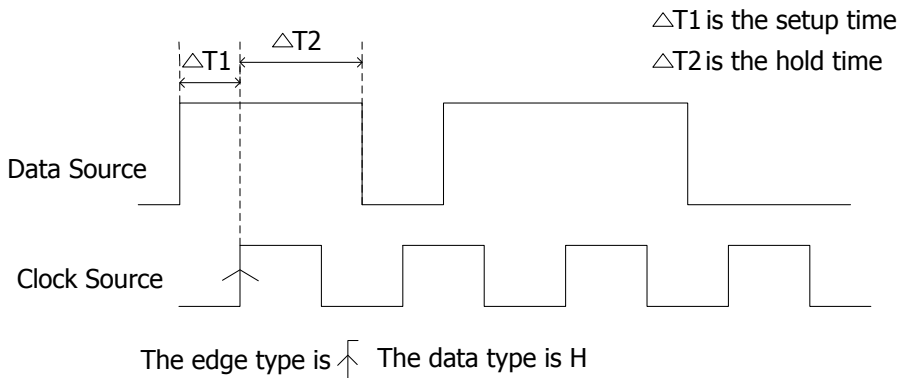 △T1 is the setup time
△T2
△T1
△T2 is the hold time
Data Source
Clock Source
The edge type is The data type is H